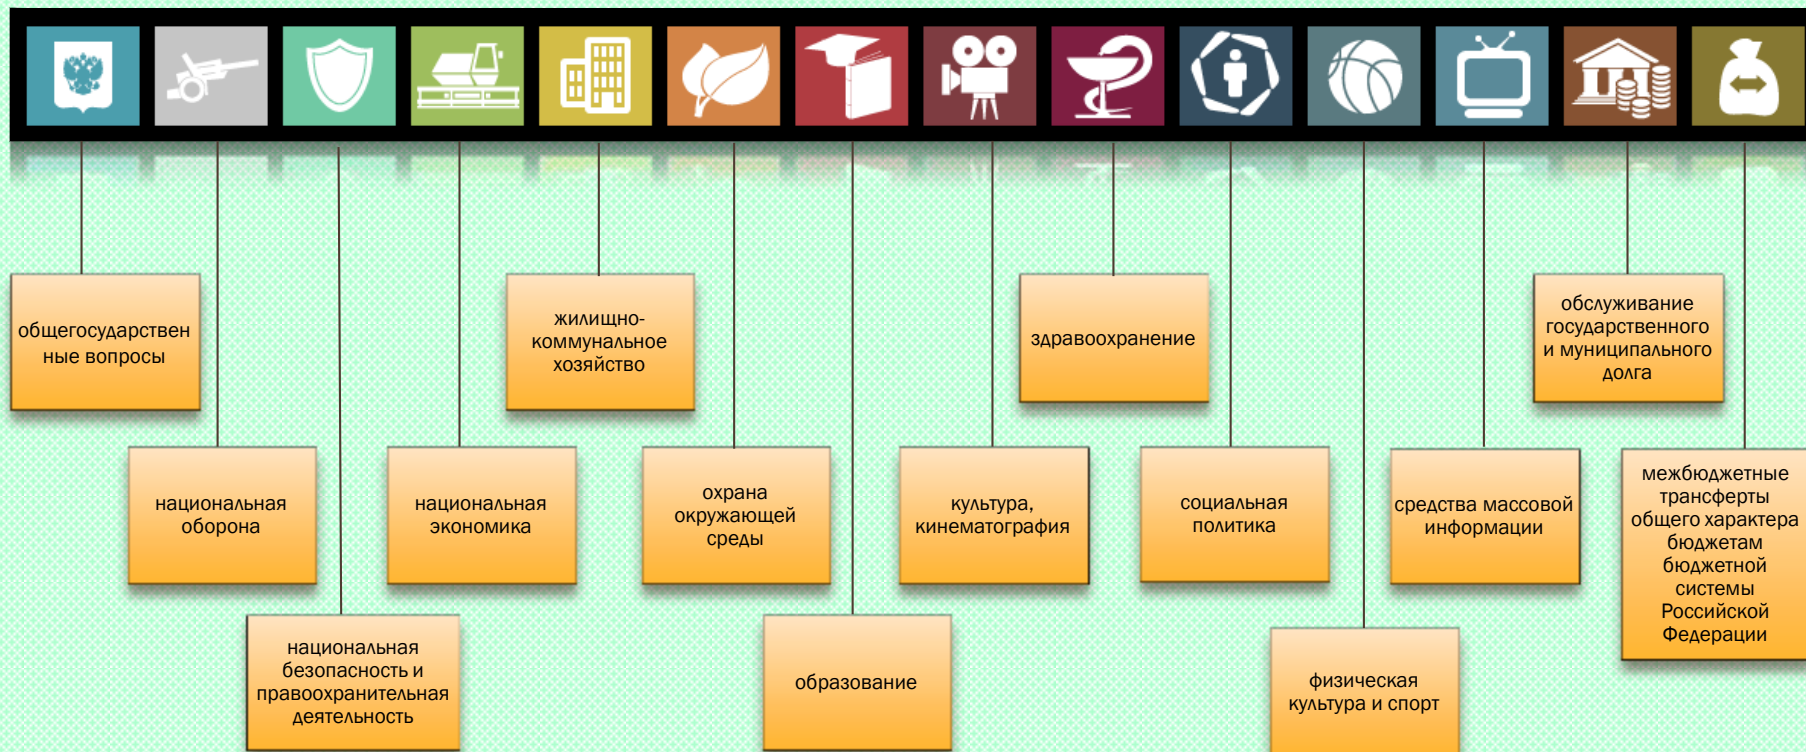 общегосударствен
ные вопросы
национальная
оборона
национальная
безопасность и
правоохранительная
деятельность
национальная
экономика
жилищно-
коммунальное
хозяйство
охрана
окружающей
среды
образование
культура,
кинематография
здравоохранение
социальная
политика
физическая
культура и спорт
средства массовой
информации
обслуживание
государственного
и муниципального
долга
межбюджетные
трансферты
общего характера
бюджетам
бюджетной
системы
Российской
Федерации